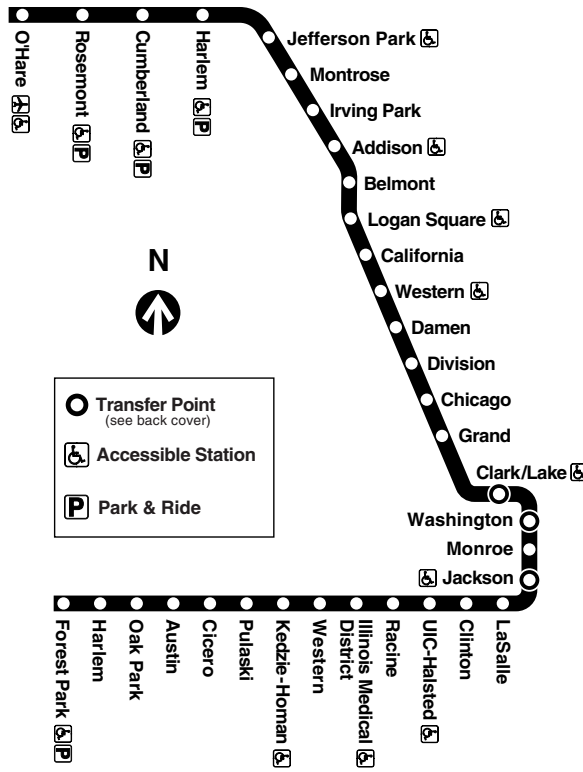 O'Hare
Rosemont
P
Cumberland
P
Harlem
P
Jefferson Park
Montrose
Irving Park
Addison
Belmont
Logan Square
California
Western
Damen
Division
Chicago
Grand
Clark/Lake
Washington
Monroe
Jackson
N
Transfer Point
(see back cover)
Accessible Station
P Park & Ride
Forest Park
P
Harlem
Oak Park
Austin
Cicero
Pulaski
Kedzie-Homan
Western
Illinois Medical
District
Racine
UIC-Halsted
Clinton
LaSalle